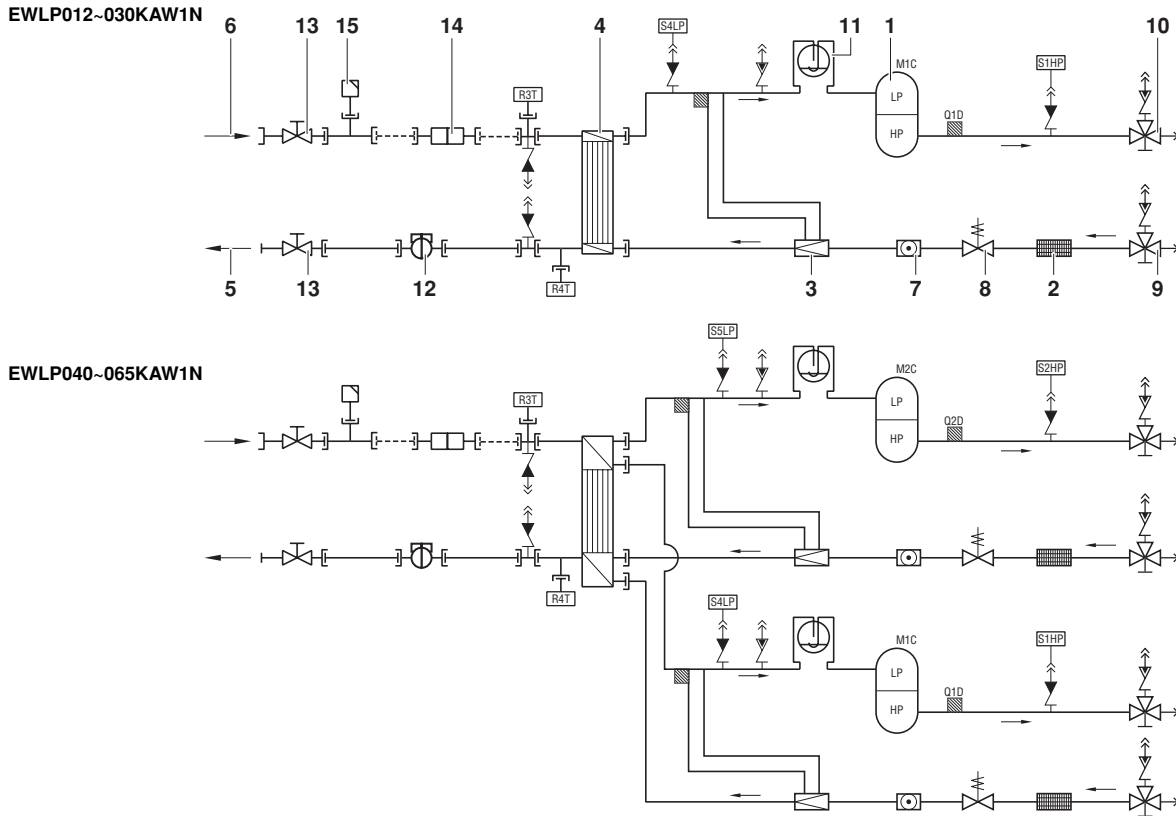 EWLP012~030KAW1N
6 13 15 14 4 S4LP 11 1 10
M1C S1HP
R3T LP Q1D
HP
5 13 12 R4T 3 7 8 2 9
EWLP040~065KAW1N
S5LP M2C S2HP
R3T LP Q2D
HP
R4T
S4LP M1C S1HP
LP Q1D
HP